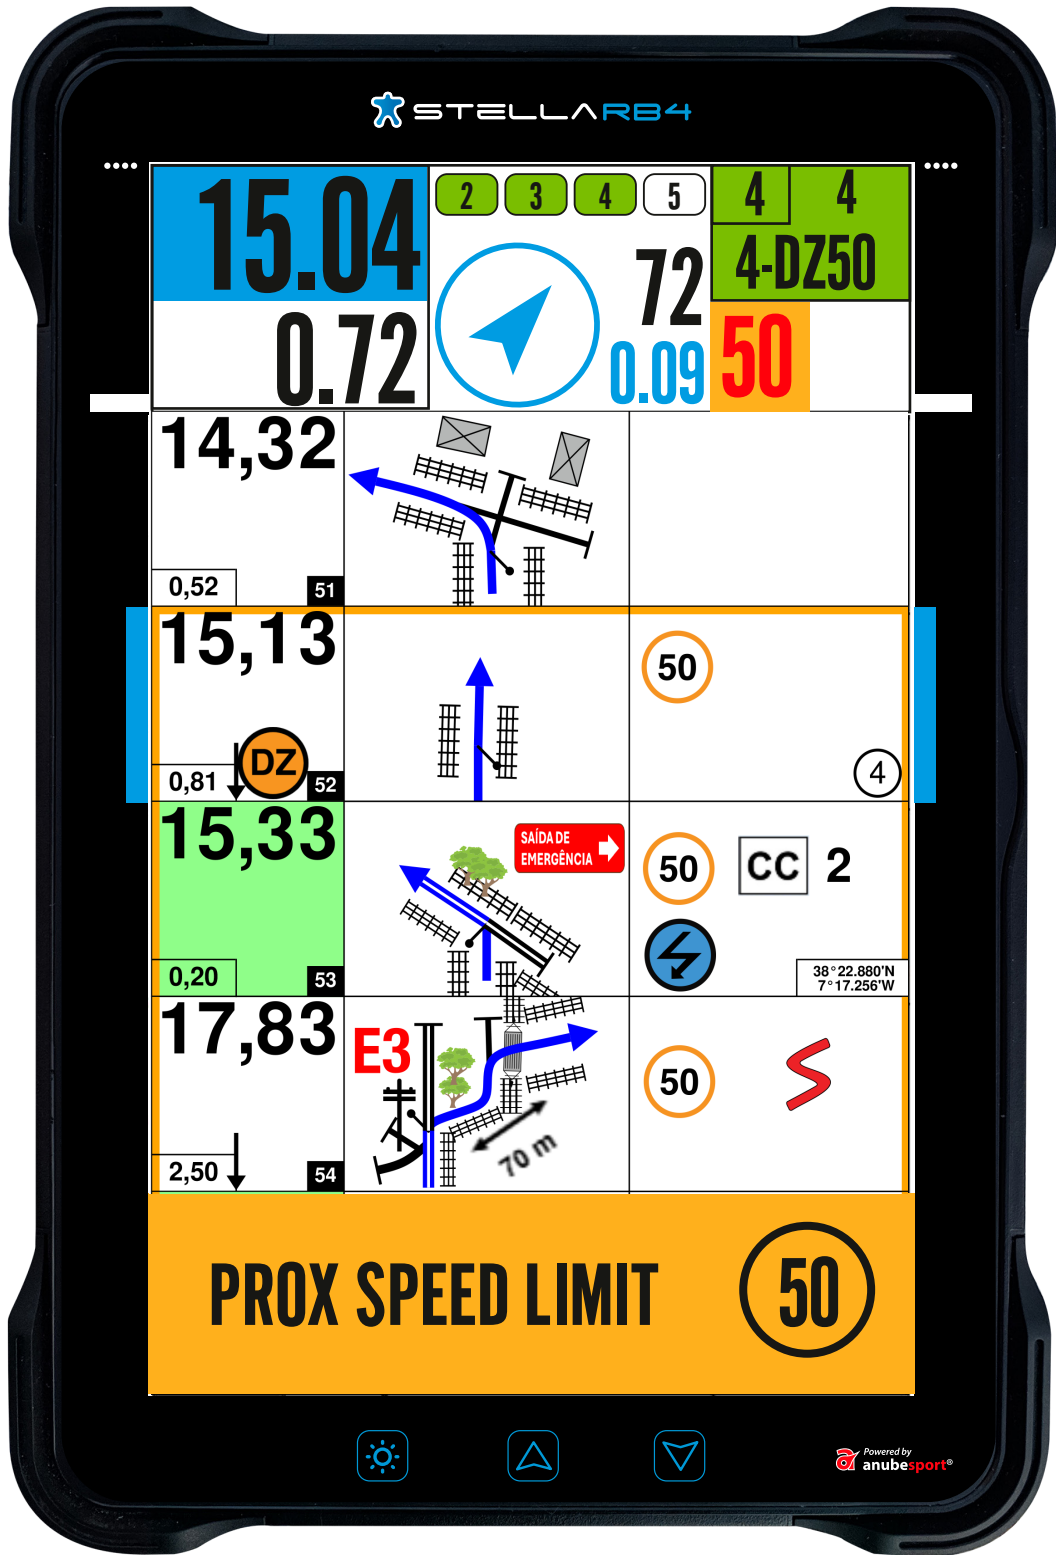 STELLARB4
15.04
2 3 4 5
4 4
4-DZ50
0.72
72
0.09
50
14,32
0,52
51
15,13
50
DZ
0,81
52
4
15,33
SAÍDA DE
EMERGÊNCIA
50
CC 2
0,20
53
38°22.880'N
7°17.256'W
17,83
E3
50
70 m
2,50
54
PROX SPEED LIMIT 50
Powered by
anubesport®